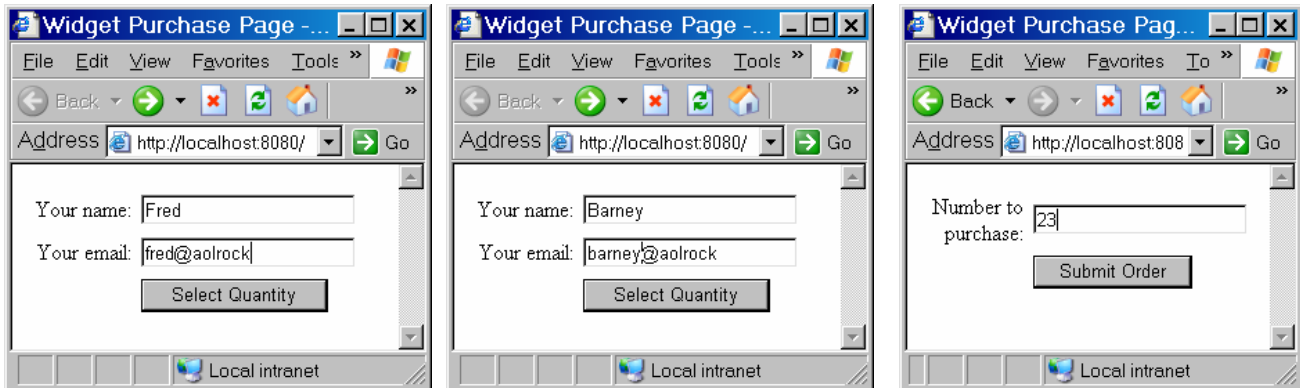 Widget Purchase Page -...
File Edit View Favorites Tools »
Back »
Address http://localhost:8080/ Go
Your name: Fred
Your email: fred@aolrock
Select Quantity
Local intranet
Widget Purchase Page -...
File Edit View Favorites Tools »
Back »
Address http://localhost:8080/ Go
Your name: Barney
Your email: barney@aolrock
Select Quantity
Local intranet
Widget Purchase Pag...
File Edit View Favorites To »
Back »
Address http://localhost:808 Go
Number to
purchase: 23
Submit Order
Local intranet